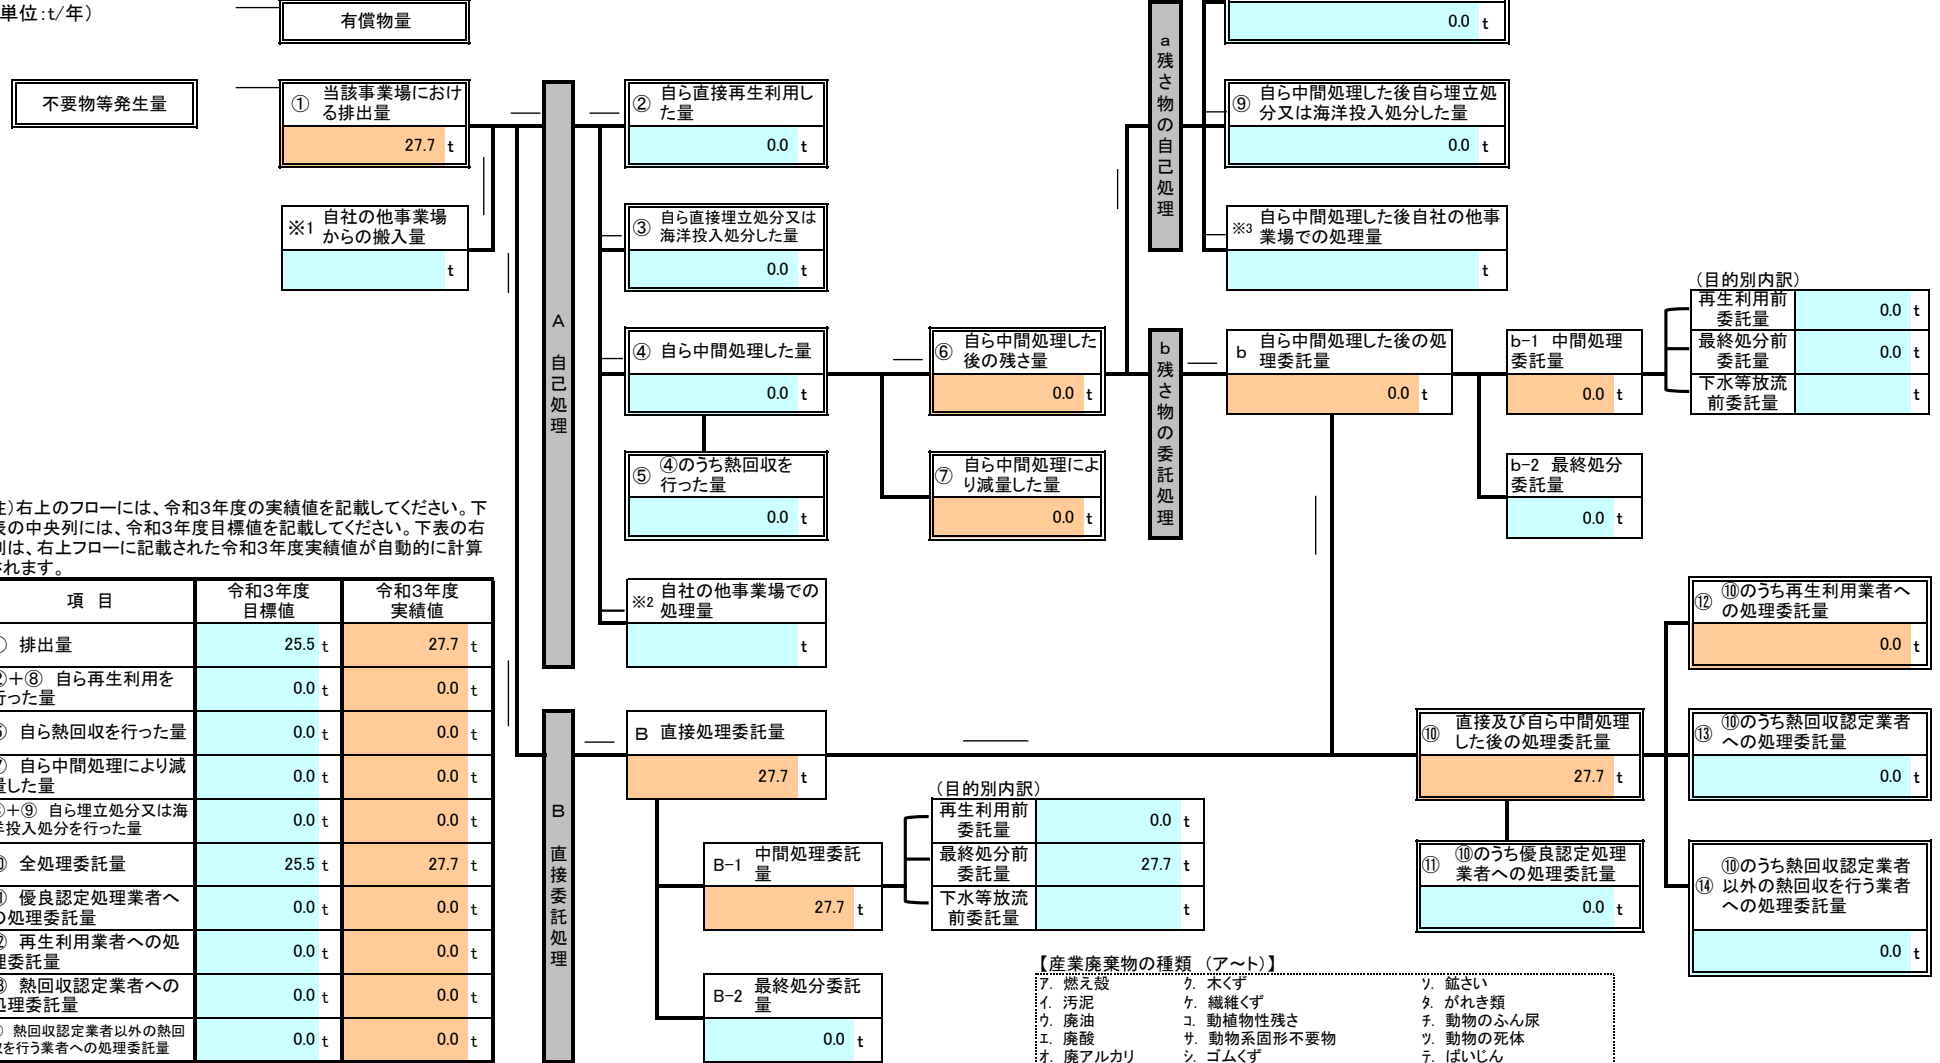 単位:t/年)
有償物量
0.0 t
不要物等発生量
① 当該事業場におけ
る排出量
27.7 t
※1 自社の他事業場
からの搬入量
t
A 自己処理
② 自ら直接再生利用し
た量
0.0 t
③ 自ら直接埋立処分又は
海洋投入処分した量
0.0 t
④ 自ら中間処理した量
0.0 t
⑤ ④のうち熱回収を
行った量
0.0 t
※2 自社の他事業場での
処理量
t
⑥ 自ら中間処理した
後の残さ量
0.0 t
⑦ 自ら中間処理によ
り減量した量
0.0 t
a残さ物の自己処理
⑨ 自ら中間処理した後自ら埋立処
分又は海洋投入処分した量
0.0 t
※3 自ら中間処理した後自社の他事
業場での処理量
t
b残さ物の委託処理
b 自ら中間処理した後の処
理委託量
0.0 t
b-1 中間処理
委託量
0.0 t
b-2 最終処分
委託量
0.0 t
(目的別内訳)
再生利用前
委託量
0.0 t
最終処分前
委託量
0.0 t
下水等放流
前委託量
t
)右上のフローには、令和3年度の実績値を記載してください。下
の中央列には、令和3年度目標値を記載してください。下表の右
は、右上フローに記載された令和3年度実績値が自動的に計算
れます。
項 目
令和3年度
目標値
令和3年度
実績値
排出量 25.5 t 27.7 t
+⑧ 自ら再生利用を
った量
0.0 t 0.0 t
自ら熱回収を行った量 0.0 t 0.0 t
自ら中間処理により減
した量
0.0 t 0.0 t
+⑨ 自ら埋立処分又は海
投入処分を行った量
0.0 t 0.0 t
全処理委託量 25.5 t 27.7 t
優良認定処理業者へ
の処理委託量
0.0 t 0.0 t
再生利用業者への処
委託量
0.0 t 0.0 t
熱回収認定業者への
処理委託量
0.0 t 0.0 t
熱回収認定業者以外の熱回
を行う業者への処理委託量
0.0 t 0.0 t
B 直接委託処理
B 直接処理委託量
27.7 t
B-1 中間処理委託
量
27.7 t
B-2 最終処分委託
量
0.0 t
(目的別内訳)
再生利用前
委託量
0.0 t
最終処分前
委託量
27.7 t
下水等放流
前委託量
t
⑩ 直接及び自ら中間処理
した後の処理委託量
27.7 t
⑪ ⑩のうち優良認定処理
業者への処理委託量
0.0 t
⑫ ⑩のうち再生利用業者へ
の処理委託量
0.0 t
⑬ ⑩のうち熱回収認定業者
への処理委託量
0.0 t
⑭ ⑩のうち熱回収認定業者
以外の熱回収を行う業者
への処理委託量
0.0 t
【産業廃棄物の種類 (ア~ト)】
ア. 燃え殻 ク. 木くず ソ. 鉱さい
イ. 汚泥 ケ. 繊維くず タ. がれき類
ウ. 廃油 コ. 動植物性残さ チ. 動物のふん尿
エ. 廃酸 サ. 動物系固形不要物 ツ. 動物の死体
オ. 廃アルカリ シ. ゴムくず テ. ばいじん